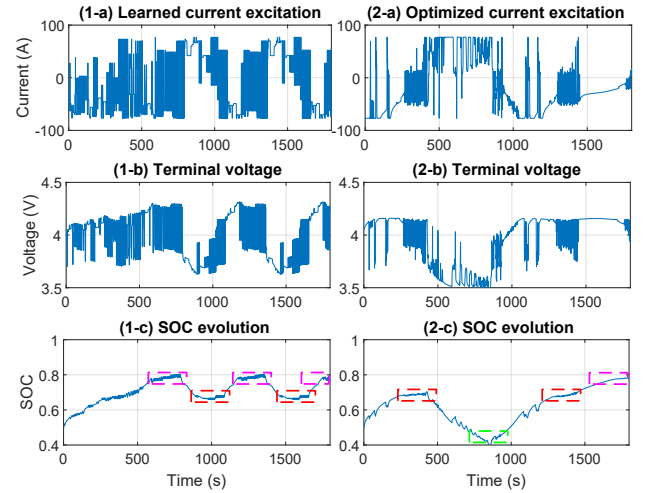 (1-a) Learned current excitation
(2-a) Optimized current excitation
100
0
-100
Current (A)
0 500 1000 1500
100
0
-100
0 500 1000 1500
(1-b) Terminal voltage
(2-b) Terminal voltage
4.5
4
3.5
Voltage (V)
0 500 1000 1500
4.5
4
3.5
0 500 1000 1500
(1-c) SOC evolution
(2-c) SOC evolution
1
0.8
0.6
0.4
SOC
0 500 1000 1500
Time (s)
1
0.8
0.6
0.4
0 500 1000 1500
Time (s)